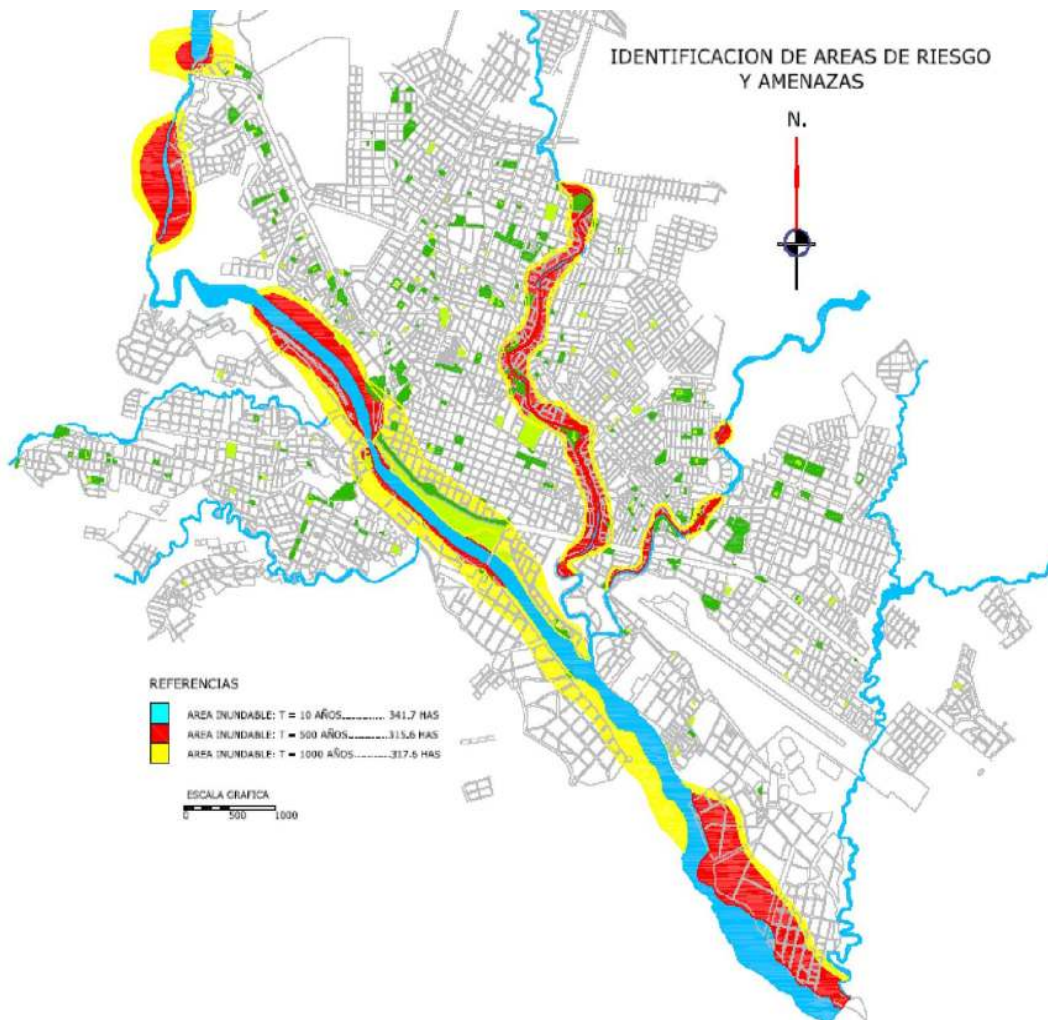 IDENTIFICACION DE AREAS DE RIESGO
Y AMENAZAS
N.
REFERENCIAS
AREA INUNDABLE: T = 10 AÑOS............. 341.7 HAS
AREA INUNDABLE: T = 500 AÑOS.............315.6 HAS
AREA INUNDABLE: T = 1000 AÑOS...........317.6 HAS
ESCALA GRAFICA
0 500 1000